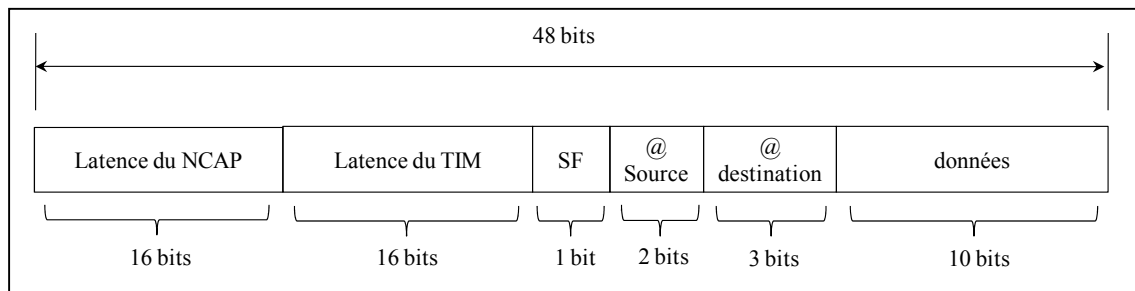 48 bits
Latence du NCAP
Latence du TIM
SF
@
Source
@
destination
données
16 bits
16 bits
1 bit
2 bits
3 bits
10 bits